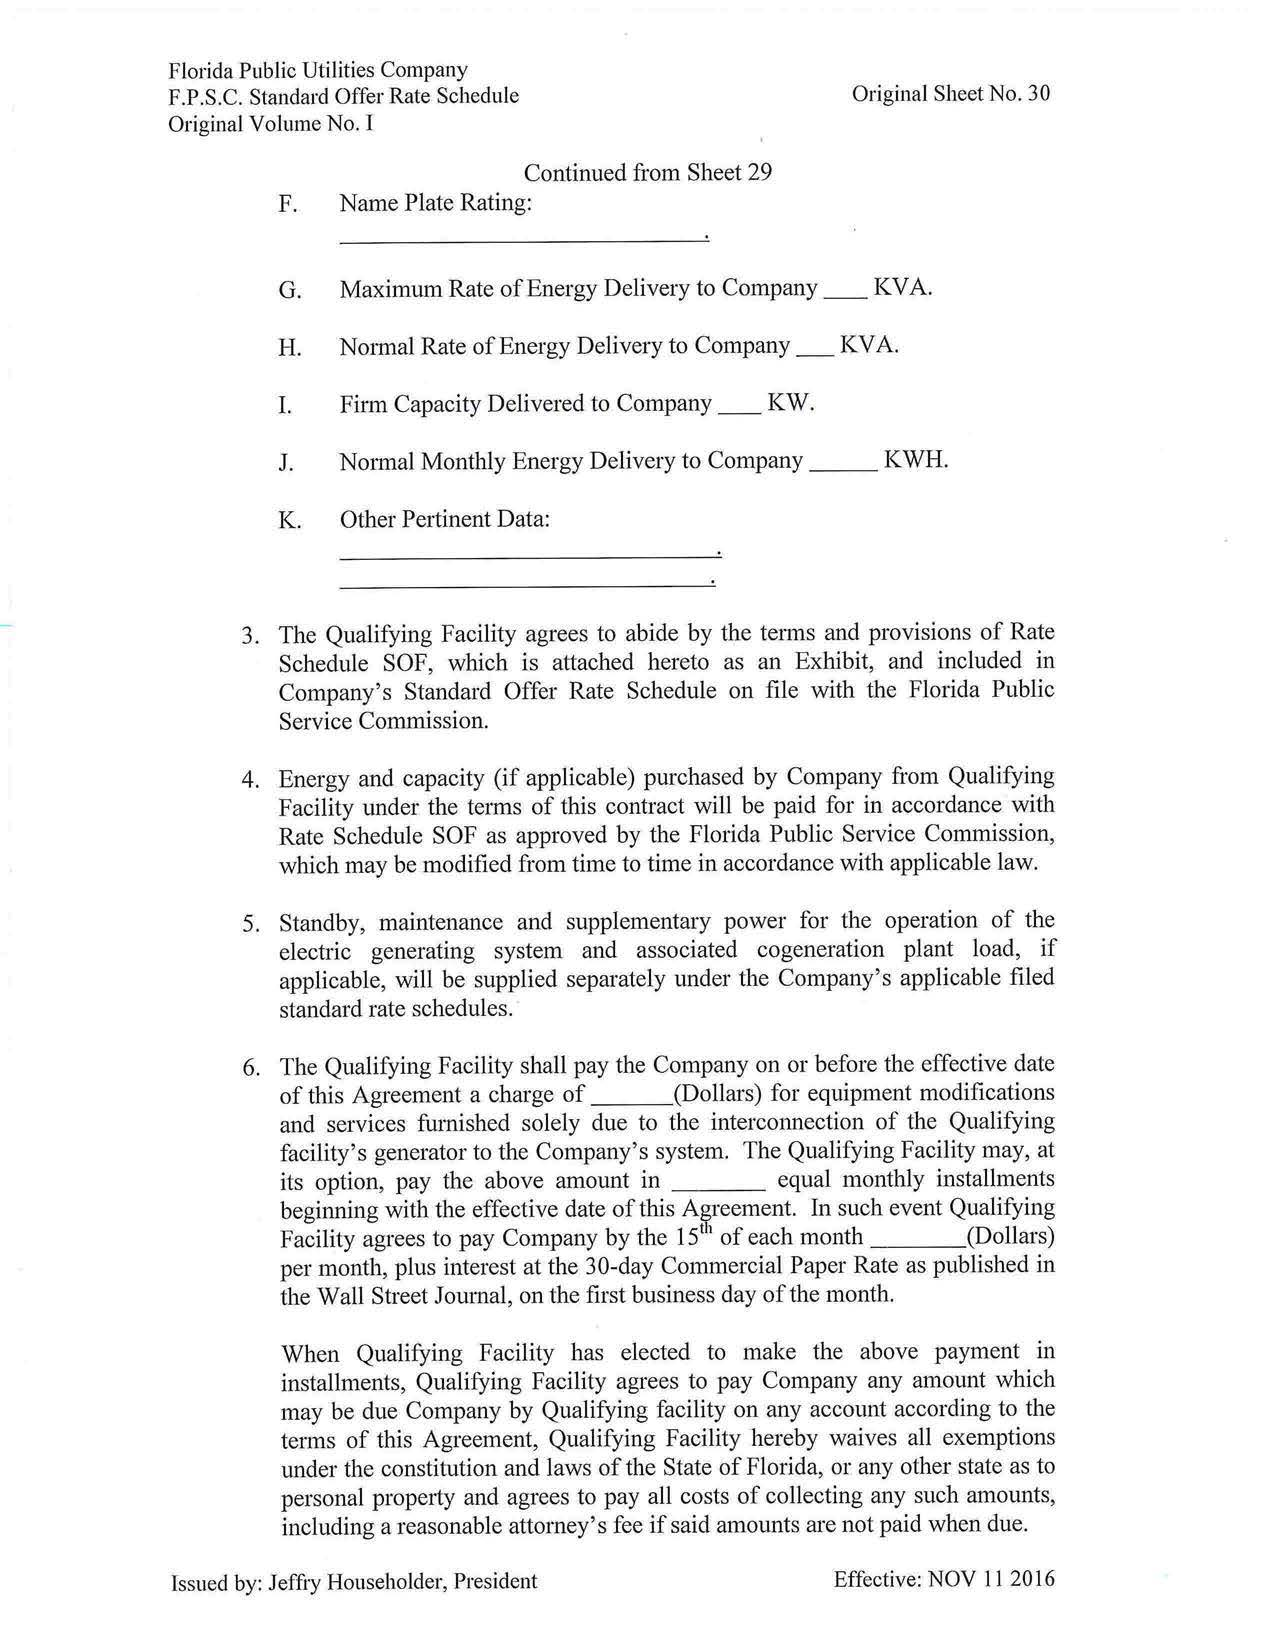 Florida Public Utilities Company
F.P.S.C. Standard Offer Rate Schedule
Original Sheet No. 30
Original Volume No. I
Continued from Sheet 29
F. Name Plate Rating:
____________________________.
G. Maximum Rate of Energy Delivery to Company ____ KVA.
H. Normal Rate of Energy Delivery to Company ___ KVA.
I. Firm Capacity Delivered to Company ____ KW.
J. Normal Monthly Energy Delivery to Company ______ KWH.
K. Other Pertinent Data:
____________________________.
____________________________.
3. The Qualifying Facility agrees to abide by the terms and provisions of Rate
Schedule SOF, which is attached hereto as an Exhibit, and included in
Company's Standard Offer Rate Schedule on file with the Florida Public
Service Commission.
4. Energy and capacity (if applicable) purchased by Company from Qualifying
Facility under the terms of this contract will be paid for in accordance with
Rate Schedule SOF as approved by the Florida Public Service Commission,
which may be modified from time to time in accordance with applicable law.
5. Standby, maintenance and supplementary power for the operation of the
electric generating system and associated cogeneration plant load, if
applicable, will be supplied separately under the Company's applicable filed
standard rate schedules.
6. The Qualifying Facility shall pay the Company on or before the effective date
of this Agreement a charge of _______(Dollars) for equipment modifications
and services furnished solely due to the interconnection of the Qualifying
facility's generator to the Company's system. The Qualifying Facility may, at
its option, pay the above amount in ________ equal monthly installments
beginning with the effective date of this Agreement. In such event Qualifying
Facility agrees to pay Company by the 15th of each month ________(Dollars)
per month, plus interest at the 30-day Commercial Paper Rate as published in
the Wall Street Journal, on the first business day of the month.
When Qualifying Facility has elected to make the above payment in
installments, Qualifying Facility agrees to pay Company any amount which
may be due Company by Qualifying facility on any account according to the
terms of this Agreement, Qualifying Facility hereby waives all exemptions
under the constitution and laws of the State of Florida, or any other state as to
personal property and agrees to pay all costs of collecting any such amounts,
including a reasonable attorney's fee if said amounts are not paid when due.
Issued by: Jeffry Householder, President
Effective: NOV 11 2016